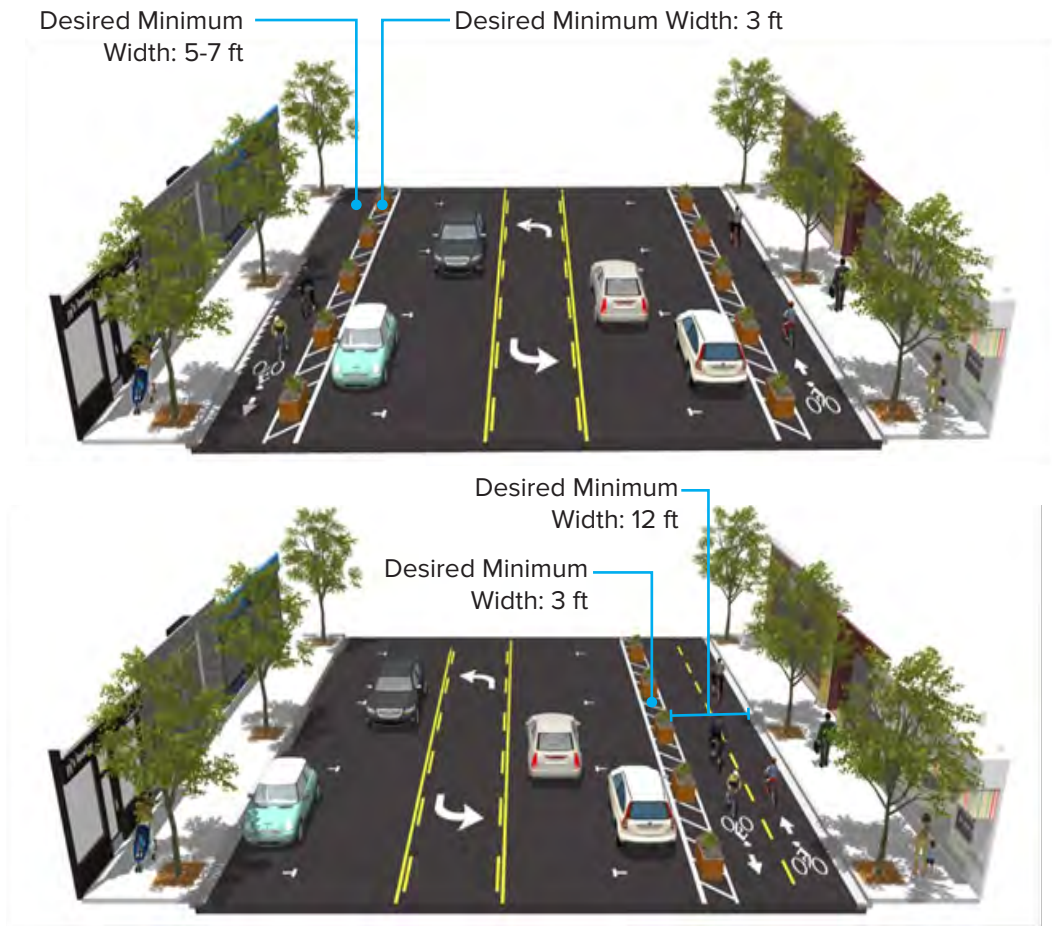 Desired Minimum
Width: 5-7 ft
Desired Minimum Width: 3 ft
Desired Minimum
Width: 12 ft
Desired Minimum
Width: 3 ft